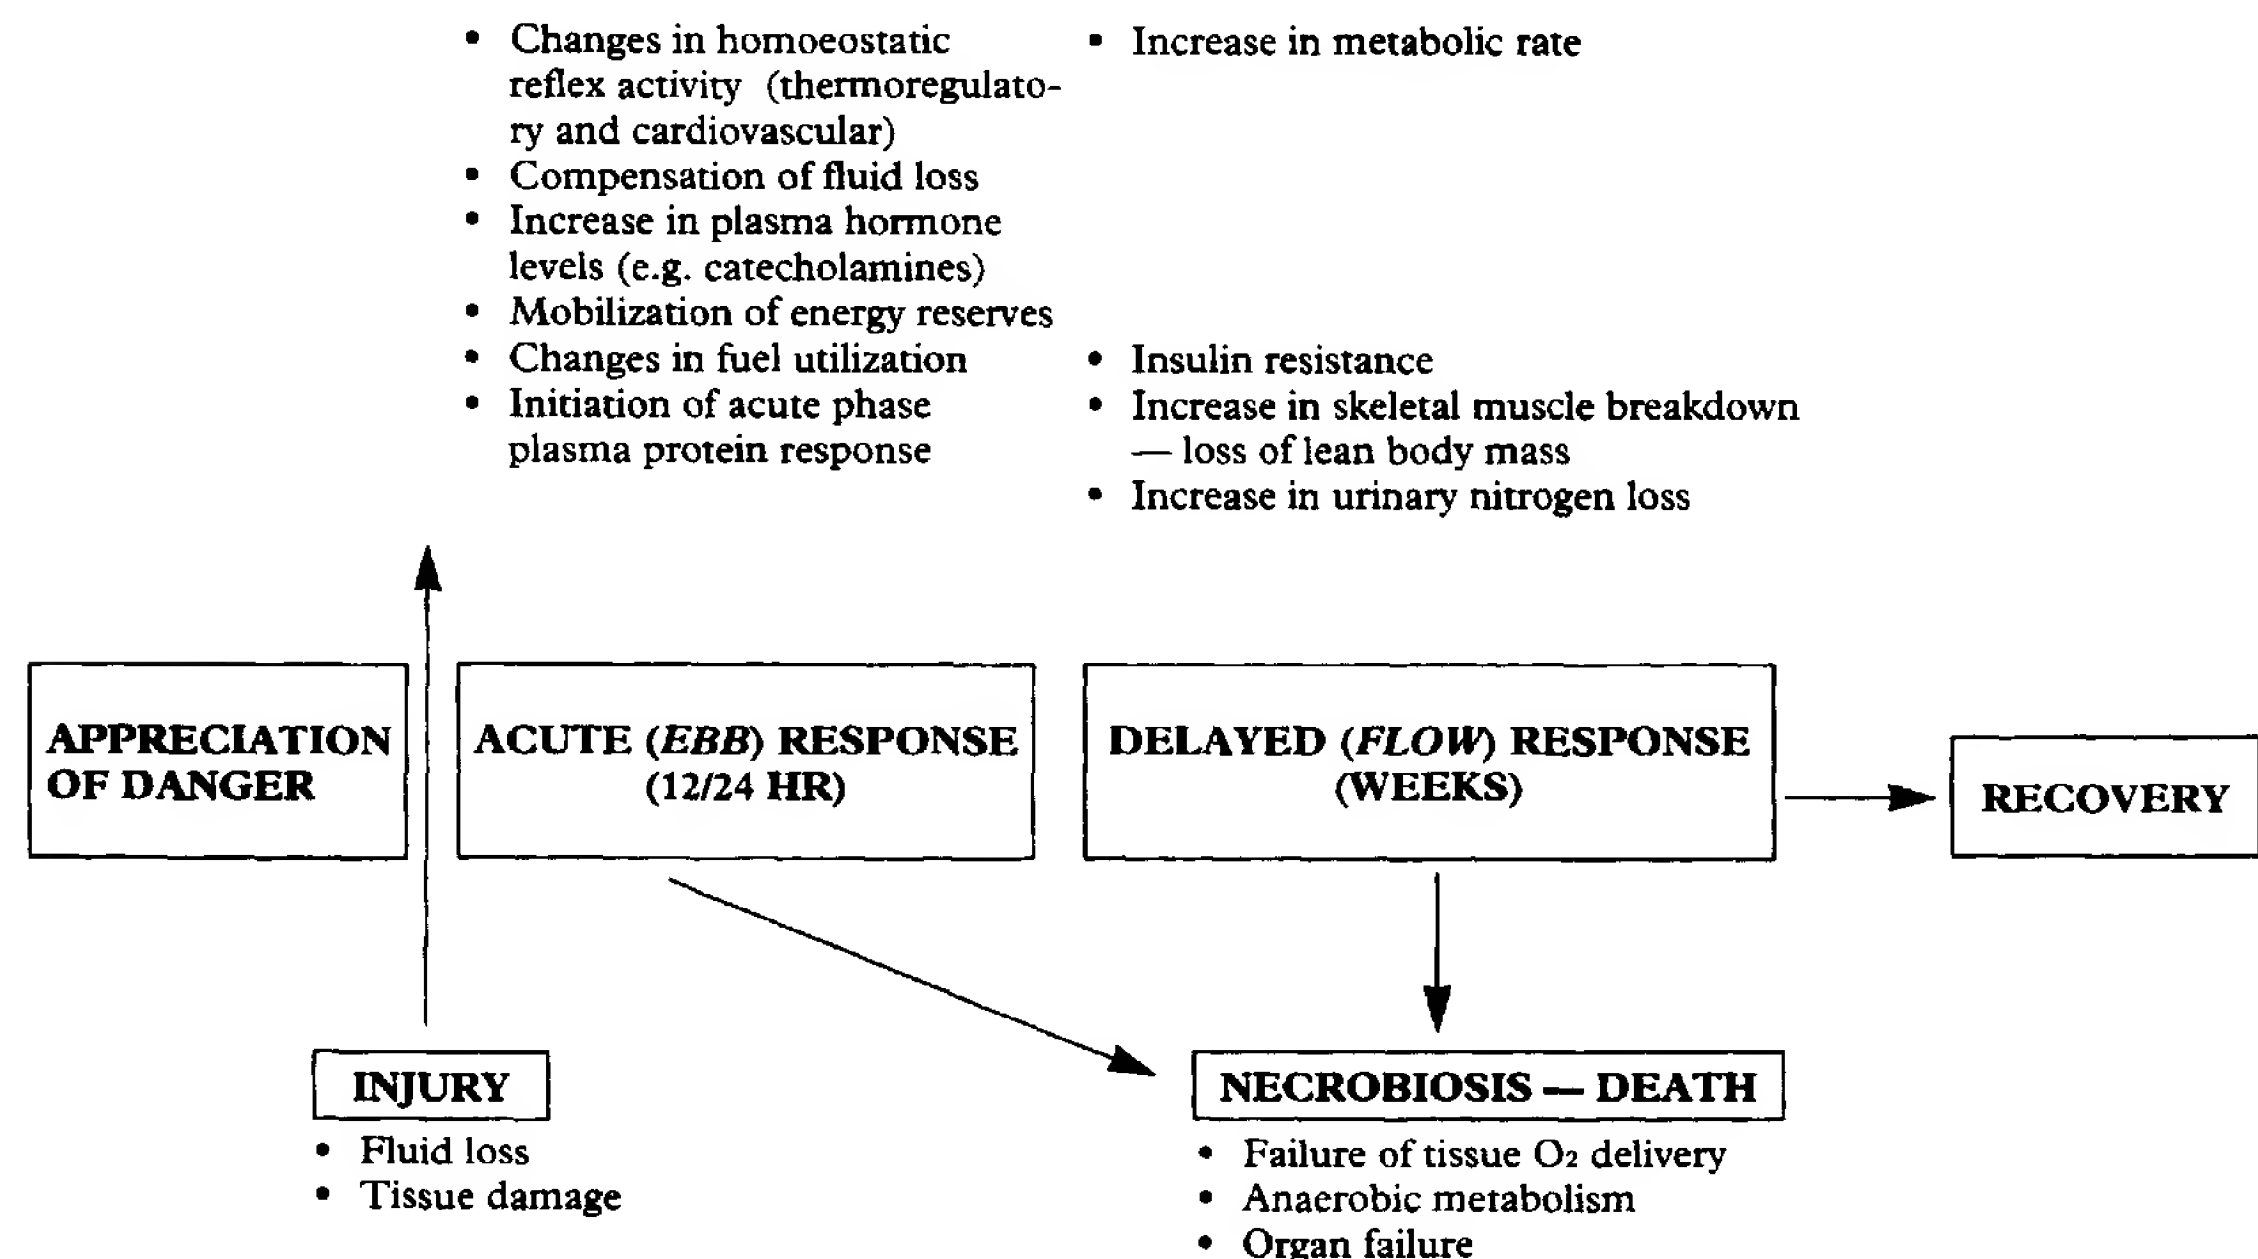 • Changes in homoeostatic
reflex activity (thermoregulato-
ry and cardiovascular)
• Compensation of fluid loss
• Increase in plasma hormone
levels (e.g. catecholamines)
• Mobilization of energy reserves
• Changes in fuel utilization
• Initiation of acute phase
plasma protein response
• Increase in metabolic rate
• Insulin resistance
• Increase in skeletal muscle breakdown
— loss of lean body mass
• Increase in urinary nitrogen loss
APPRECIATION
OF DANGER
ACUTE (EBB) RESPONSE
(12/24 HR)
DELAYED (FLOW) RESPONSE
(WEEKS)
RECOVERY
INJURY
• Fluid loss
• Tissue damage
NECROBIOSIS — DEATH
• Failure of tissue O₂ delivery
• Anaerobic metabolism
• Organ failure